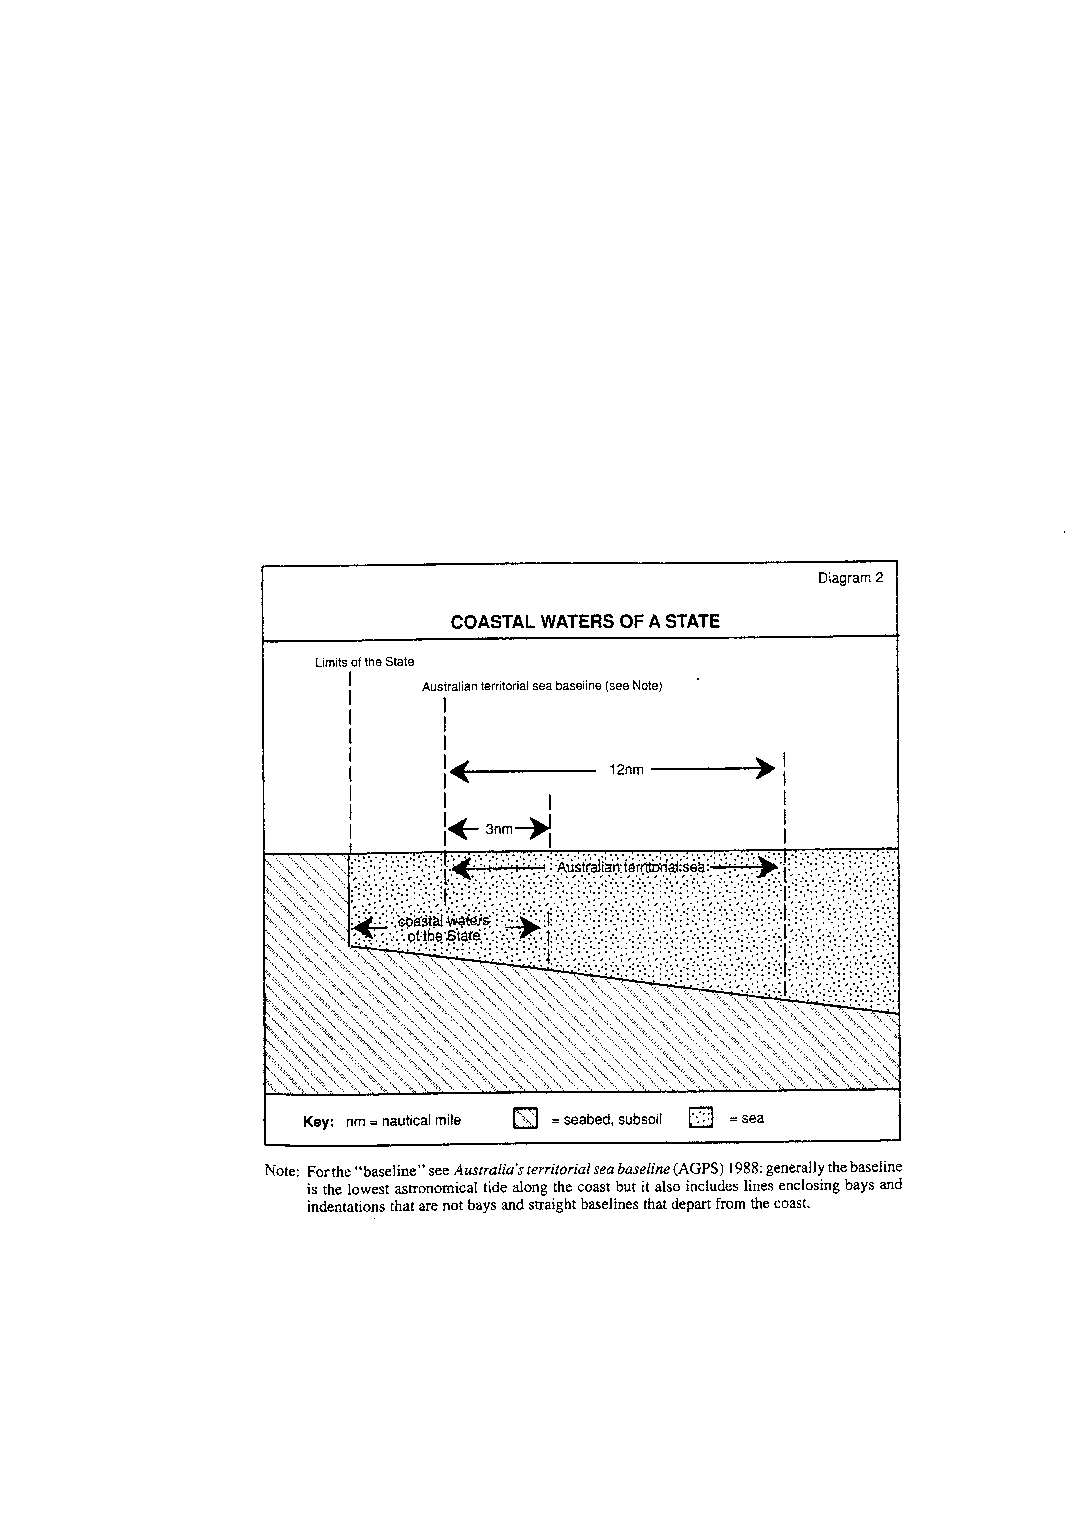 Diagram 2
COASTAL WATERS OF A STATE
Limits of the State
Australian territorial sea baseline (see Note)
12nm
3nm
Australian territorial sea
coastal waters
of the State
Key: nm = nautical mile = seabed, subsoil = sea
Note: For the "baseline" see Australia's territorial sea baseline (AGPS) 1988: generally the baseline
is the lowest astronomical tide along the coast but it also includes lines enclosing bays and
indentations that are not bays and straight baselines that depart from the coast.